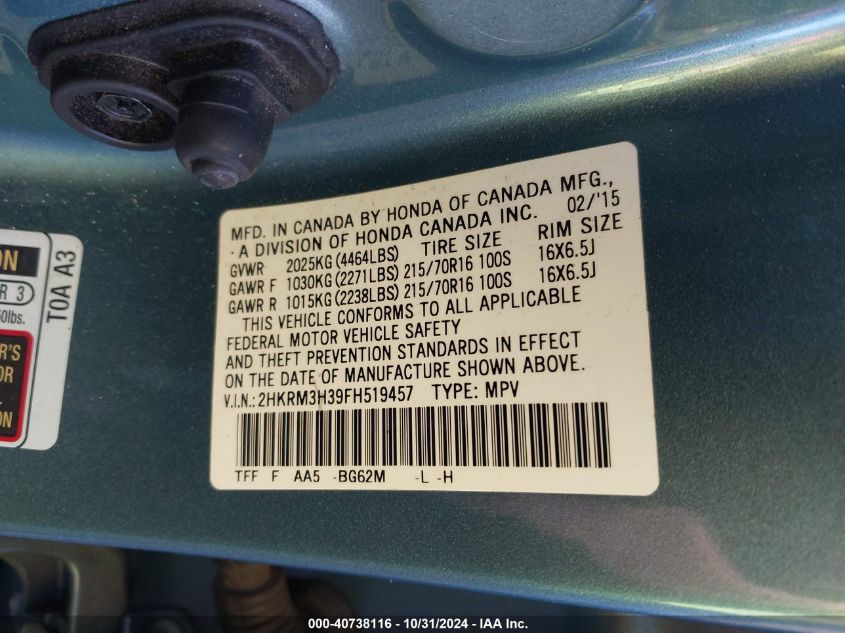 MFD. IN CANADA BY HONDA OF CANADA MFG.,
A DIVISION OF HONDA CANADA INC. 02/'15
GVWR 2025KG (4464LBS) TIRE SIZE RIM SIZE
GAWR F 1030KG (2271LBS) 215/70R16 100S 16X6.5J
GAWR R 1015KG (2238LBS) 215/70R16 100S 16X6.5J
THIS VEHICLE CONFORMS TO ALL APPLICABLE
FEDERAL MOTOR VEHICLE SAFETY
AND THEFT PREVENTION STANDARDS IN EFFECT
ON THE DATE OF MANUFACTURE SHOWN ABOVE.
V.I.N.: 2HKRM3H39FH519457 TYPE: MPV
TFF F AA5 -BG62M -L -H
ON
R 3
0lbs.
R'S
OR
T0A A3
000-40738116 - 10/31/2024 - IAA Inc.